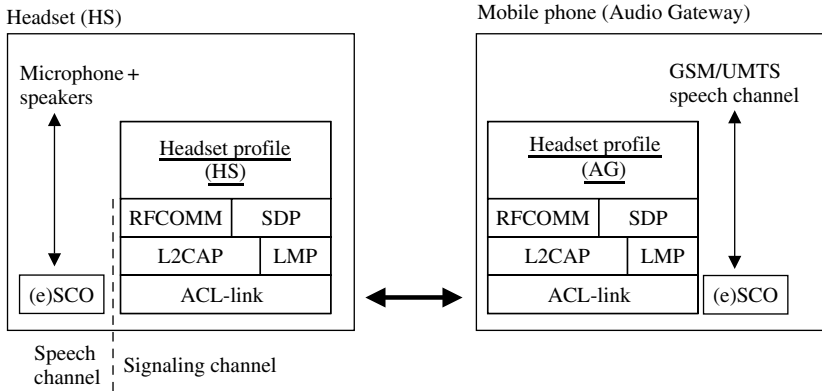 Headset (HS)
Microphone +
speakers
Headset profile
(HS)
RFCOMM
SDP
L2CAP
LMP
(e)SCO
ACL-link
Speech
channel
Signaling channel
Mobile phone (Audio Gateway)
GSM/UMTS
speech channel
Headset profile
(AG)
RFCOMM
SDP
L2CAP
LMP
ACL-link
(e)SCO